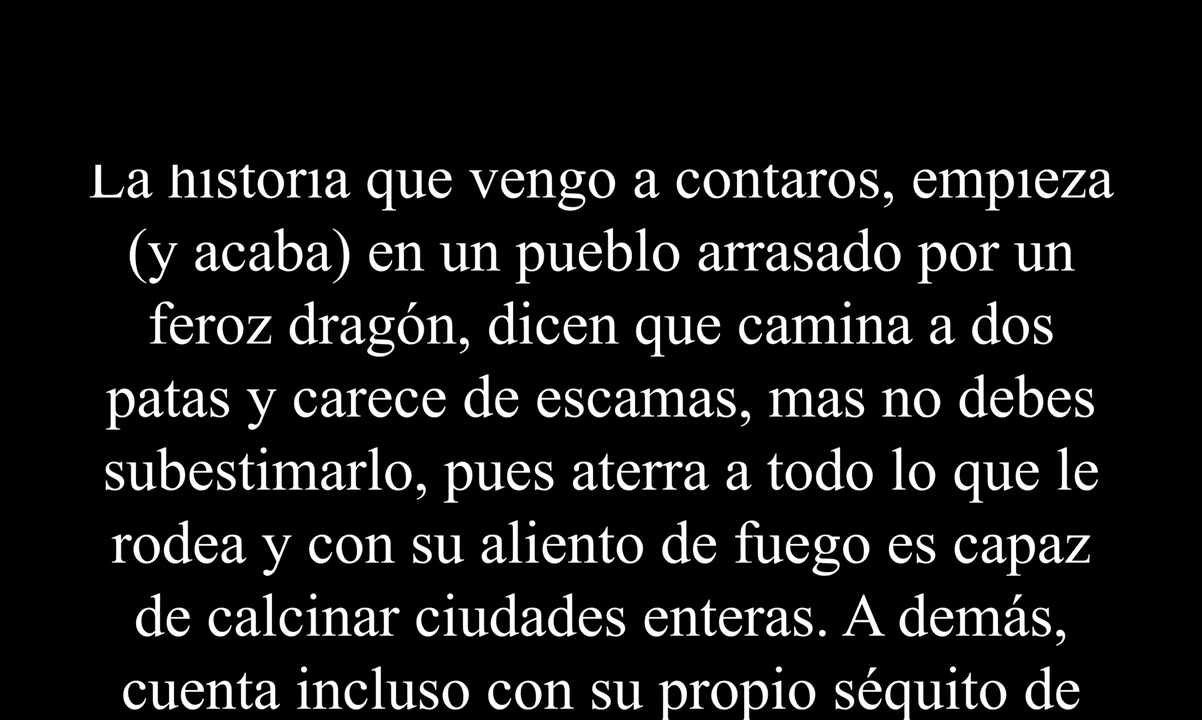 La historia que vengo a contaros, empieza
(y acaba) en un pueblo arrasado por un
feroz dragón, dicen que camina a dos
patas y carece de escamas, mas no debes
subestimarlo, pues aterra a todo lo que le
rodea y con su aliento de fuego es capaz
de calcinar ciudades enteras. A demás,
cuenta incluso con su propio séquito de